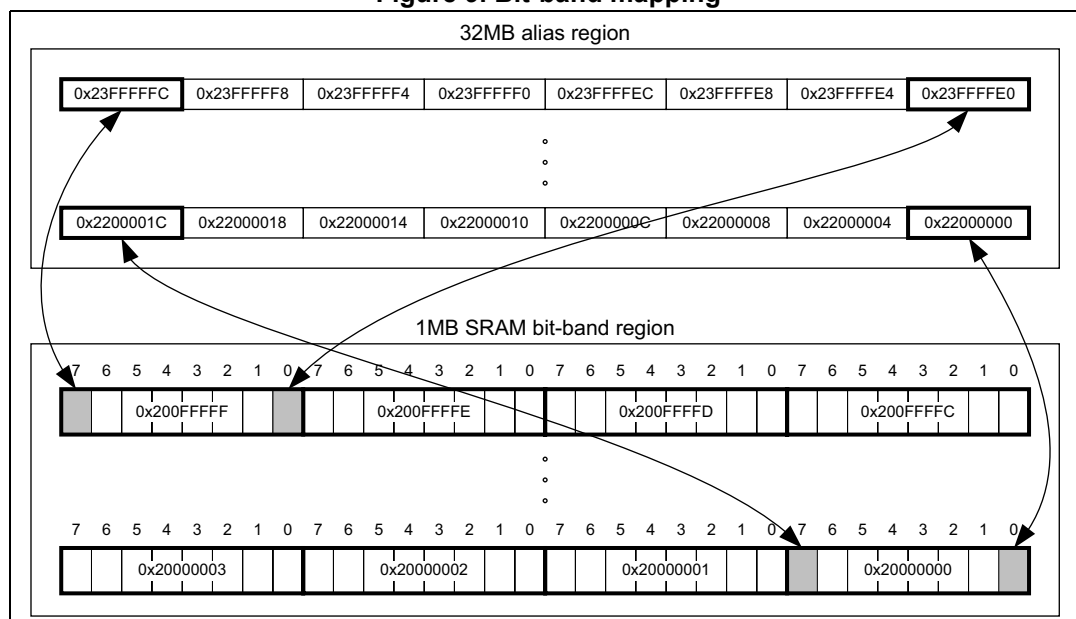 32MB alias region
0x23FFFFFC 0x23FFFFF8 0x23FFFFF4 0x23FFFFF0 0x23FFFFEC 0x23FFFFE8 0x23FFFFE4 0x23FFFFE0
0x2200001C 0x22000018 0x22000014 0x22000010 0x2200000C 0x22000008 0x22000004 0x22000000
1MB SRAM bit-band region
7 6 5 4 3 2 1 0 7 6 5 4 3 2 1 0 7 6 5 4 3 2 1 0 7 6 5 4 3 2 1 0
0x200FFFFF 0x200FFFFE 0x200FFFFD 0x200FFFFC
7 6 5 4 3 2 1 0 7 6 5 4 3 2 1 0 7 6 5 4 3 2 1 0 7 6 5 4 3 2 1 0
0x20000003 0x20000002 0x20000001 0x20000000